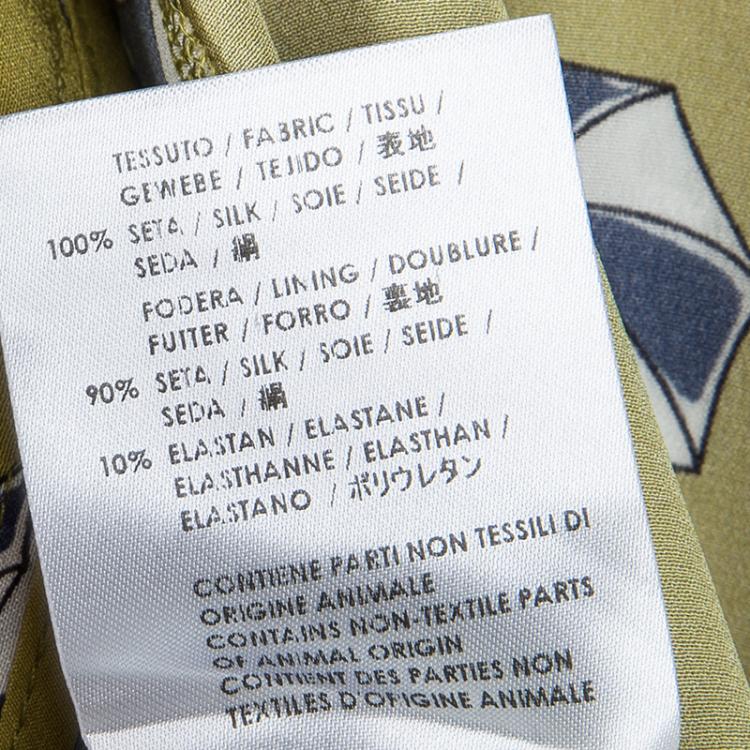 TESSUTO / FABRIC / TISSU /
GEWEBE / TEJIDO / 表地
100% SETA / SILK / SOIE / SEIDE /
SEDA / 絹
FODERA / LINING / DOUBLURE /
FUITER / FORRO / 裏地
90% SETA / SILK / SOIE / SEIDE /
SEDA / 絹
10% ELASTAN / ELASTANE /
ELASTHANNE / ELASTHAN /
ELASTANO / ポリウレタン
CONTIENE PARTI NON TESSILI DI
ORIGINE ANIMALE
CONTAINS NON-TEXTILE PARTS
OF ANIMAL ORIGIN
CONTIENT DES PARTIES NON
TEXTILES D'ORIGINE ANIMALE